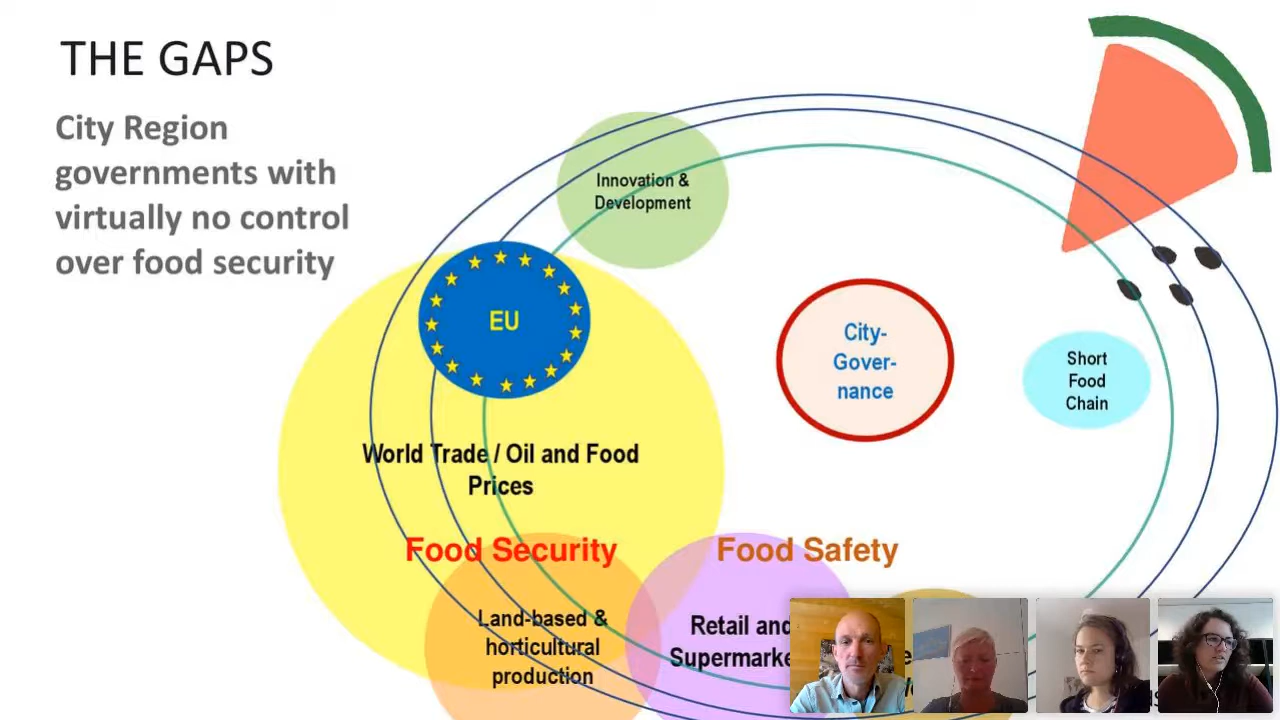 THE GAPS
City Region
governments with
virtually no control
over food security
Innovation &
Development
EU
City-
Gover-
nance
Short
Food
Chain
World Trade / Oil and Food
Prices
Food Security
Food Safety
Land-based &
horticultural
production
Retail and